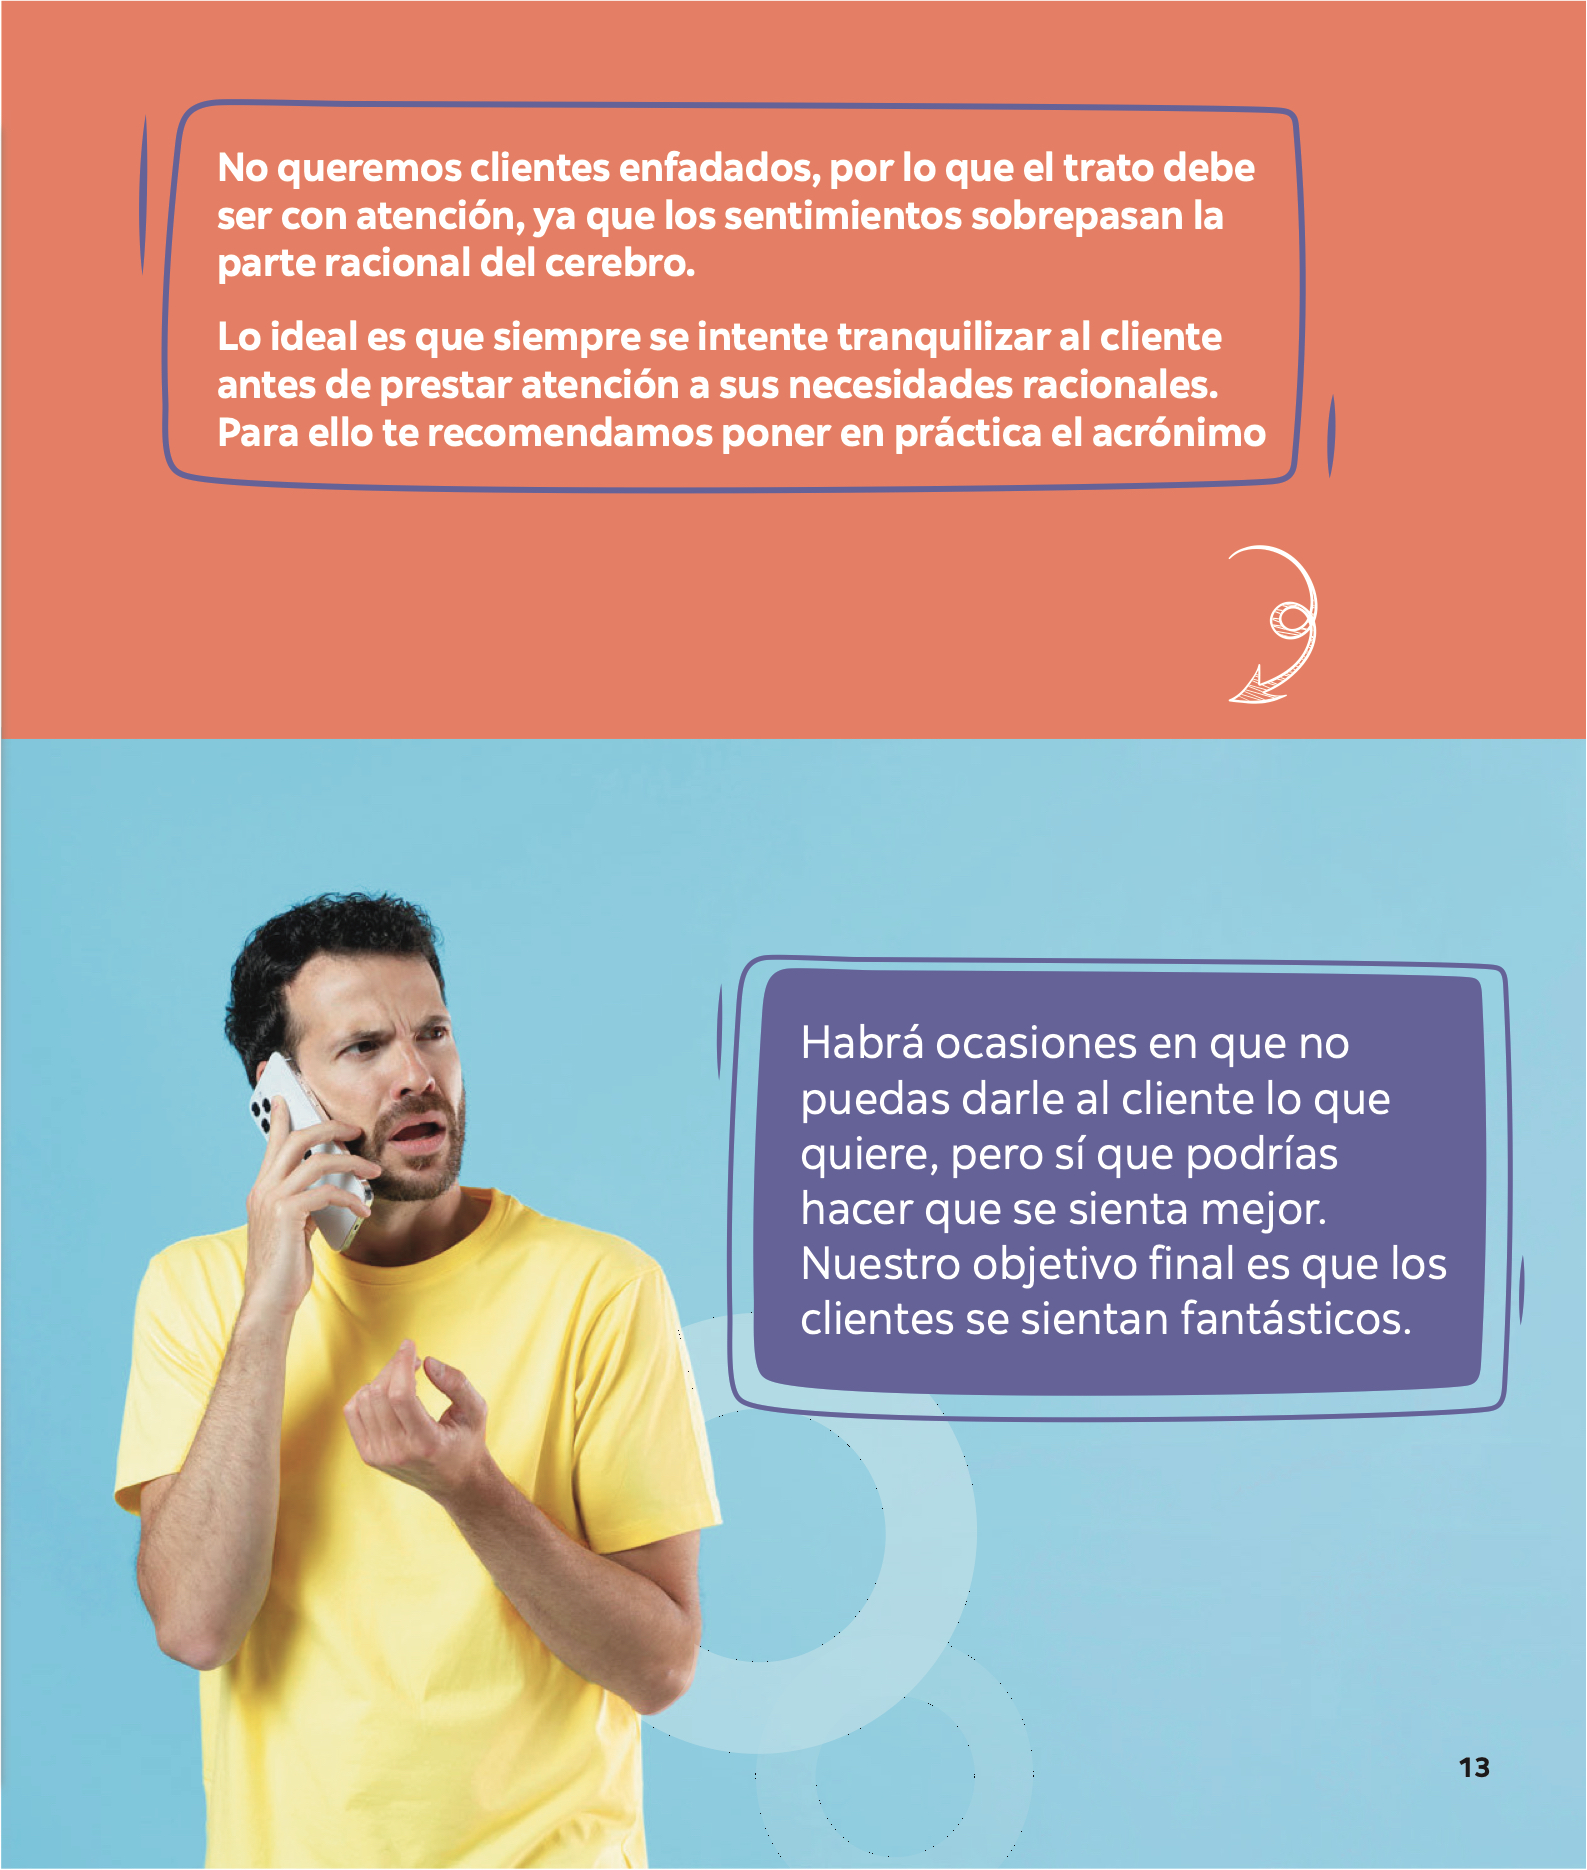 No queremos clientes enfadados, por lo que el trato debe
ser con atención, ya que los sentimientos sobrepasan la
parte racional del cerebro.
Lo ideal es que siempre se intente tranquilizar al cliente
antes de prestar atención a sus necesidades racionales.
Para ello te recomendamos poner en práctica el acrónimo
Habrá ocasiones en que no
puedas darle al cliente lo que
quiere, pero sí que podrías
hacer que se sienta mejor.
Nuestro objetivo final es que los
clientes se sientan fantásticos.
13